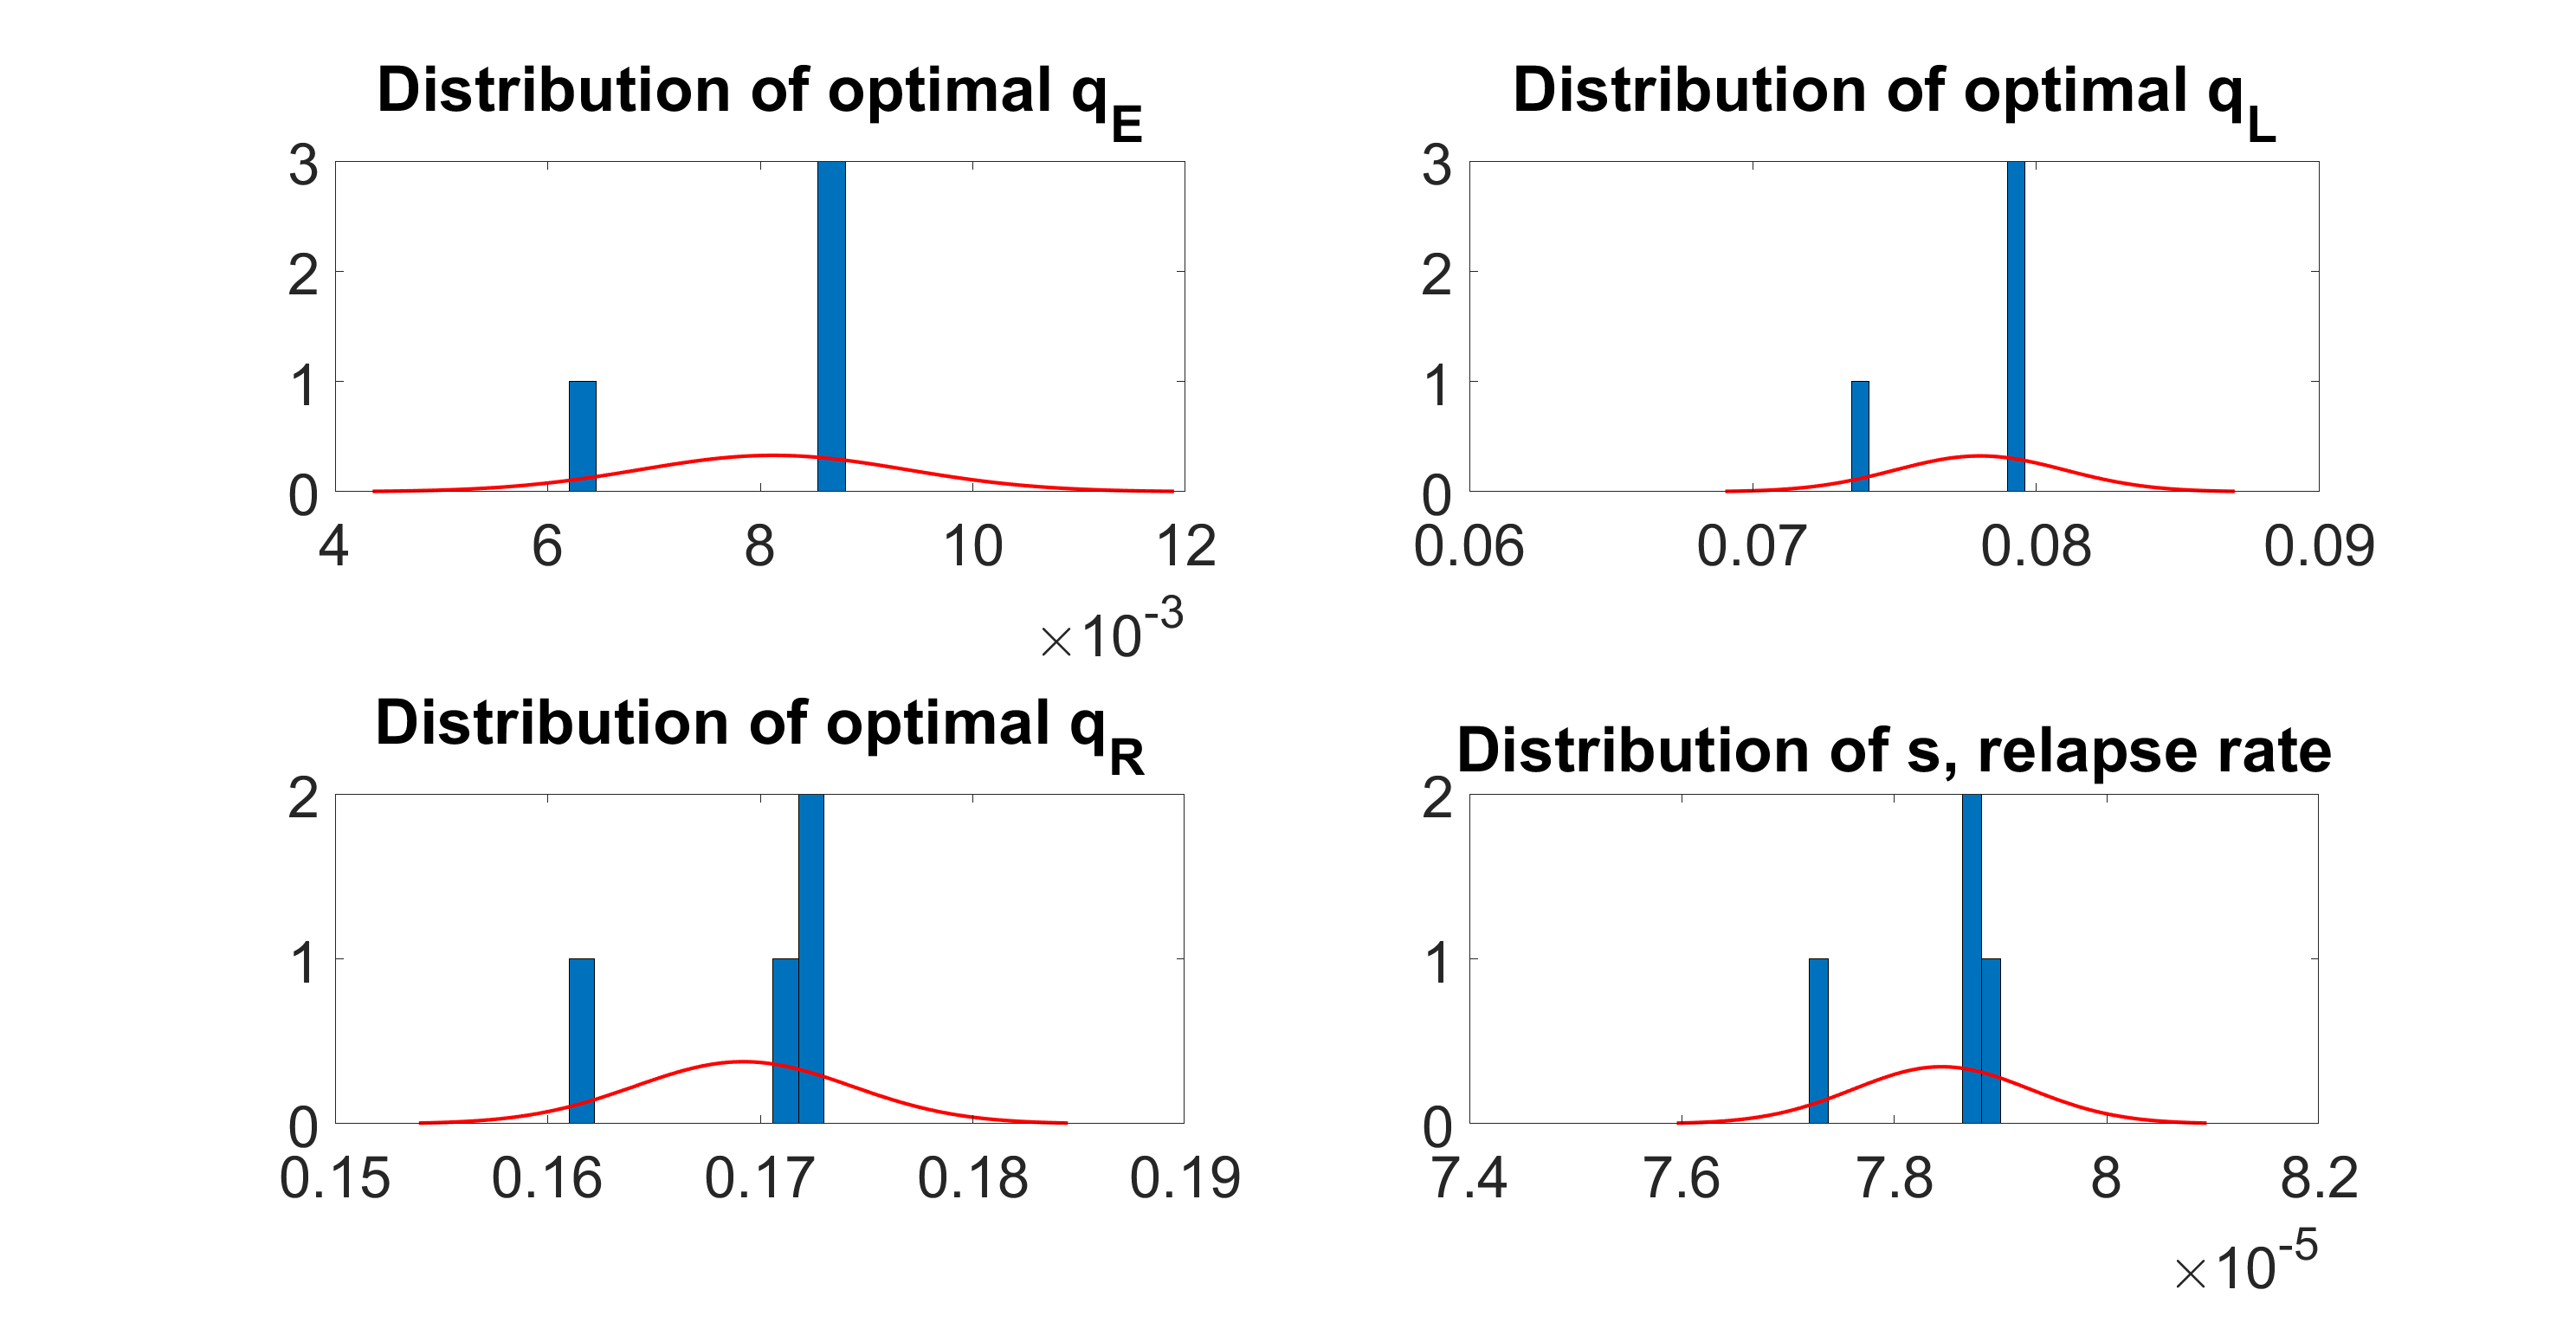 Distribution of optimal q_E
3
2
1
0
4 6 8 10 12
×10^-3
Distribution of optimal q_L
3
2
1
0
0.06 0.07 0.08 0.09
Distribution of optimal q_R
2
1
0
0.15 0.16 0.17 0.18 0.19
Distribution of s, relapse rate
2
1
0
7.4 7.6 7.8 8 8.2
×10^-5